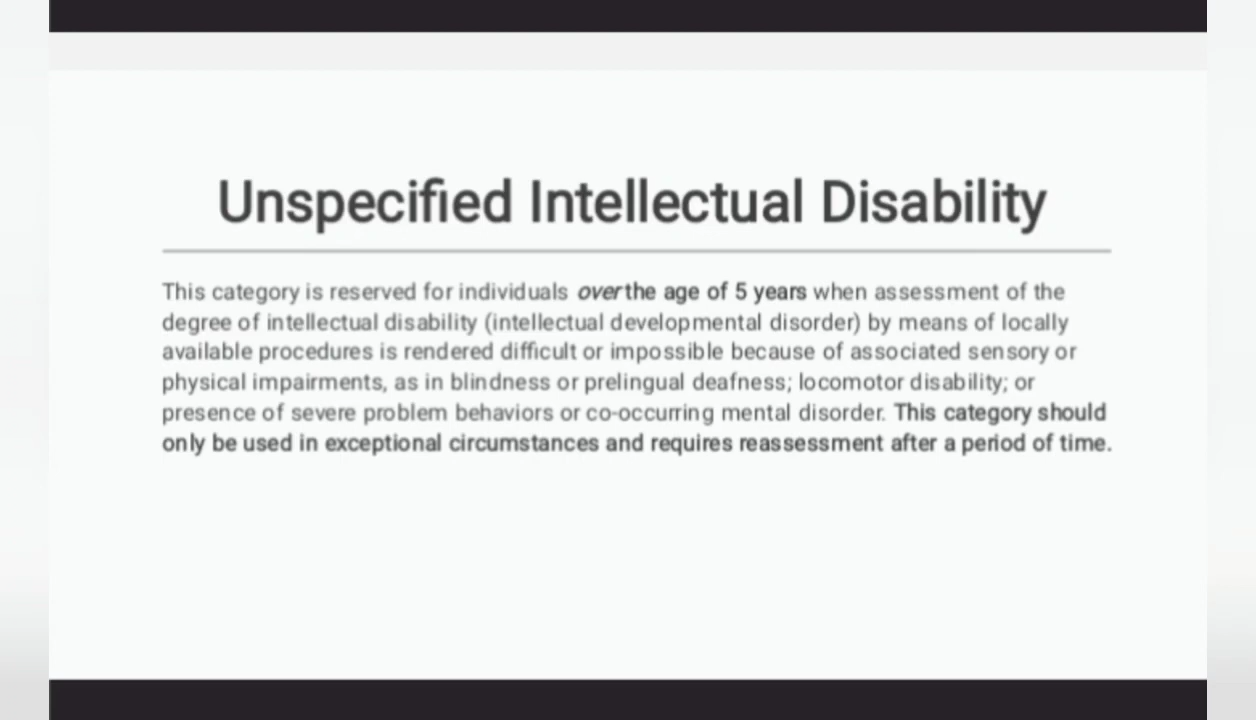 Unspecified Intellectual Disability
This category is reserved for individuals over the age of 5 years when assessment of the
degree of intellectual disability (intellectual developmental disorder) by means of locally
available procedures is rendered difficult or impossible because of associated sensory or
physical impairments, as in blindness or prelingual deafness; locomotor disability; or
presence of severe problem behaviors or co-occurring mental disorder. This category should
only be used in exceptional circumstances and requires reassessment after a period of time.